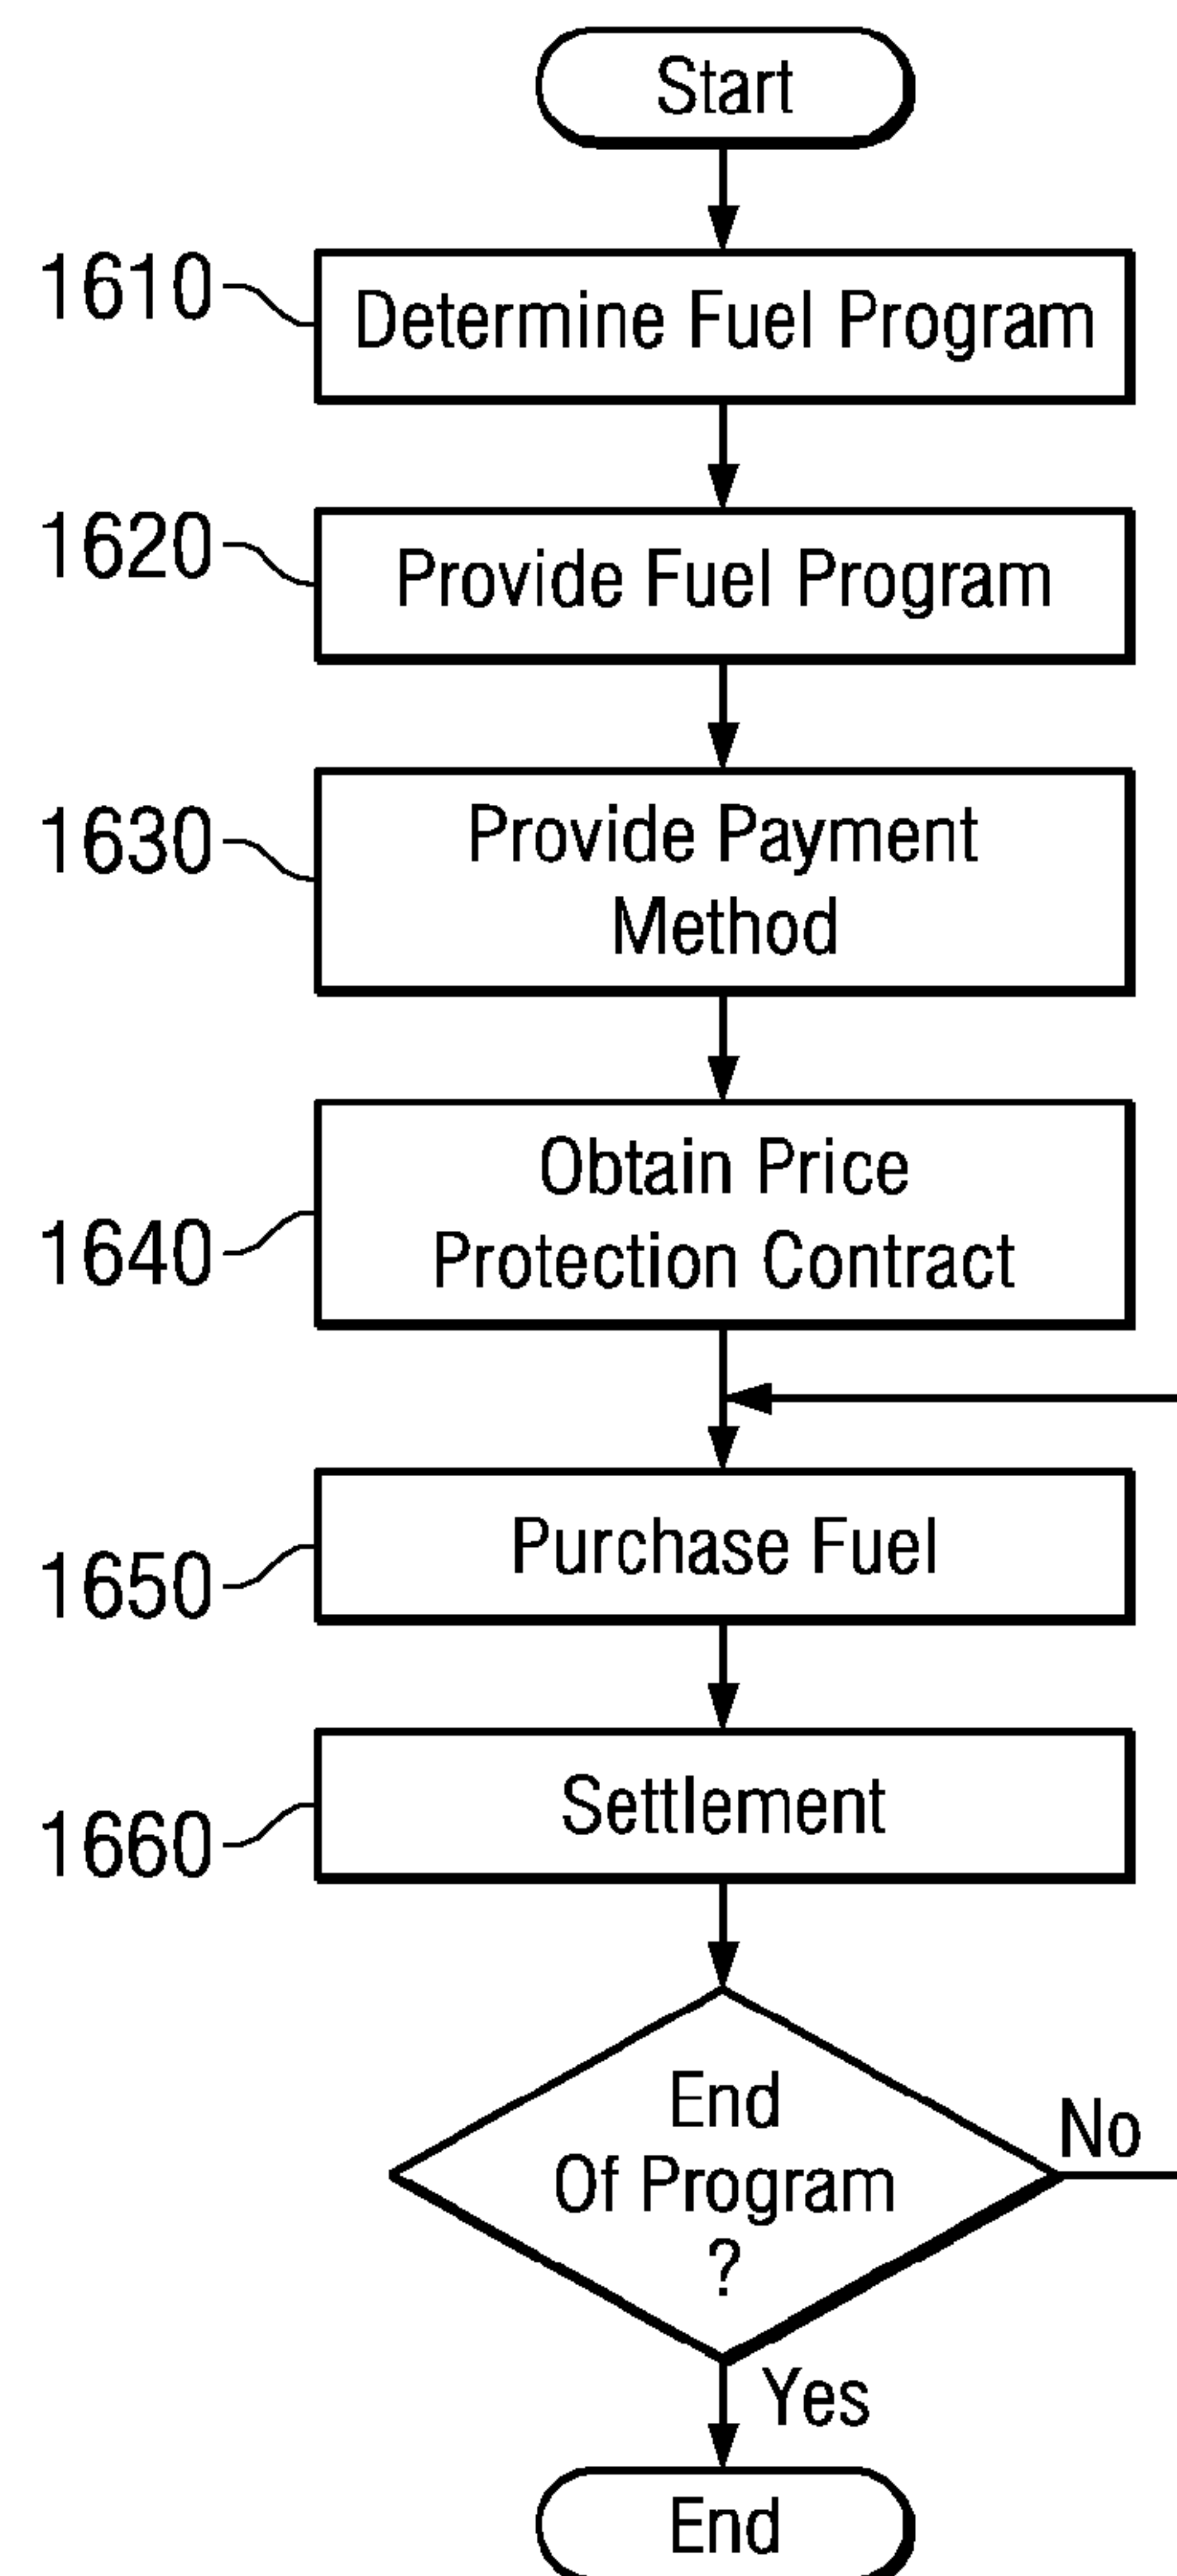 Start
1610
Determine Fuel Program
1620
Provide Fuel Program
1630
Provide Payment
Method
Obtain Price
Protection Contract
1640
Purchase Fuel
1650
Settlement
1660
End
Of Program
?
No
Yes
End